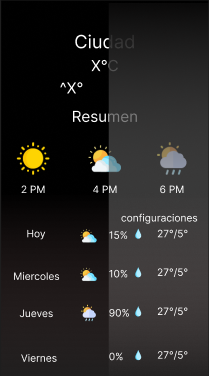 Ciudad
X°C
^X°
Resumen
2 PM 4 PM 6 PM
configuraciones
Hoy 15% 27°/5°
Miercoles 10% 27°/5°
Jueves 90% 27°/5°
Viernes 0% 27°/5°